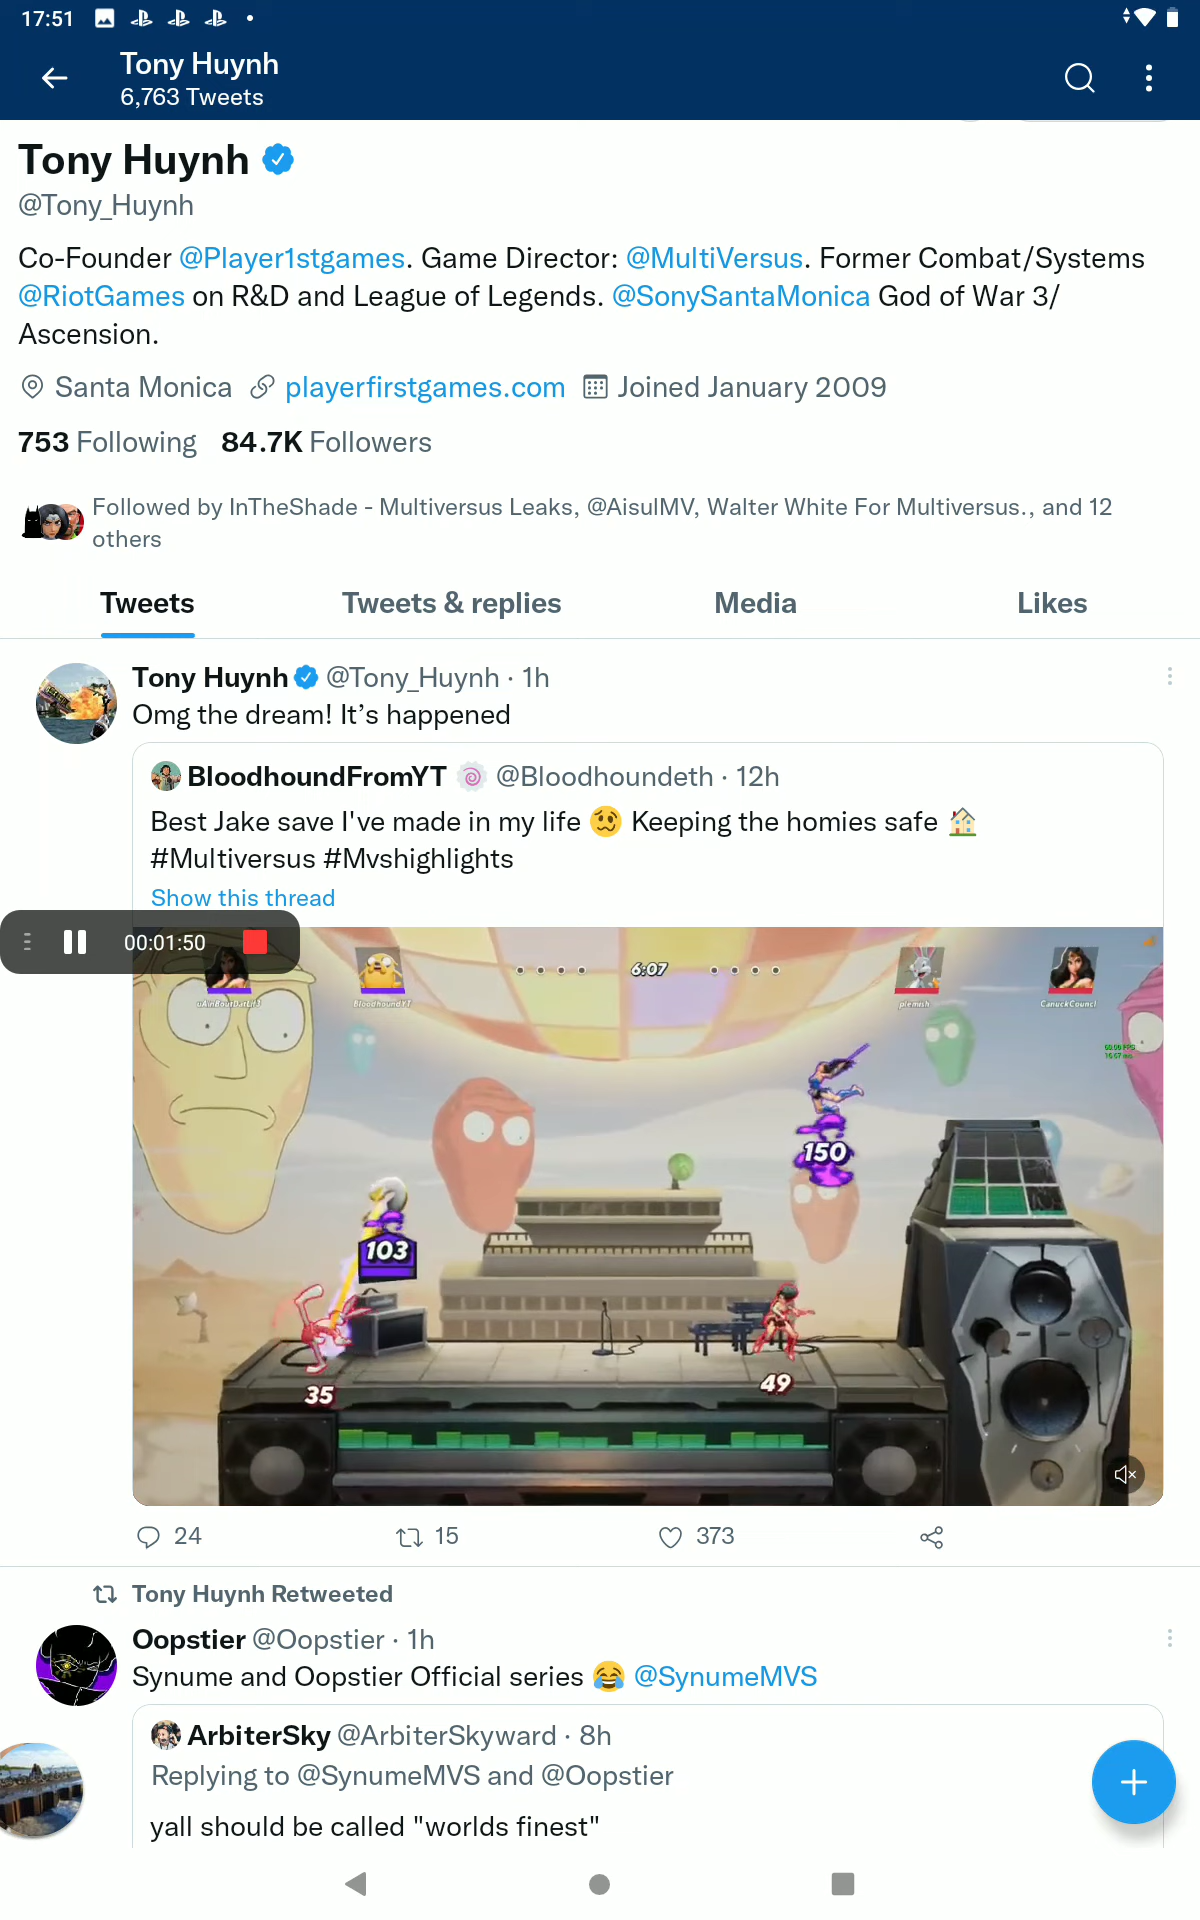 17:51
Tony Huynh
6,763 Tweets
Tony Huynh
@Tony_Huynh
Co-Founder @Player1stgames. Game Director: @MultiVersus. Former Combat/Systems
@RiotGames on R&D and League of Legends. @SonySantaMonica God of War 3/
Ascension.
Santa Monica playerfirstgames.com Joined January 2009
753 Following 84.7K Followers
Followed by InTheShade - Multiversus Leaks, @AisulMV, Walter White For Multiversus., and 12
others
Tweets Tweets & replies Media Likes
Tony Huynh @Tony_Huynh · 1h
Omg the dream! It’s happened
BloodhoundFromYT @Bloodhoundeth · 12h
Best Jake save I've made in my life 🥴 Keeping the homies safe 🏠
#Multiversus #Mvshighlights
Show this thread
00:01:50
6:07
BloodhoundYT plemish CanuckCouncl
150
103
35
49
24 15 373
Tony Huynh Retweeted
Oopstier @Oopstier · 1h
Synume and Oopstier Official series 😂 @SynumeMVS
ArbiterSky @ArbiterSkyward · 8h
Replying to @SynumeMVS and @Oopstier
yall should be called "worlds finest"